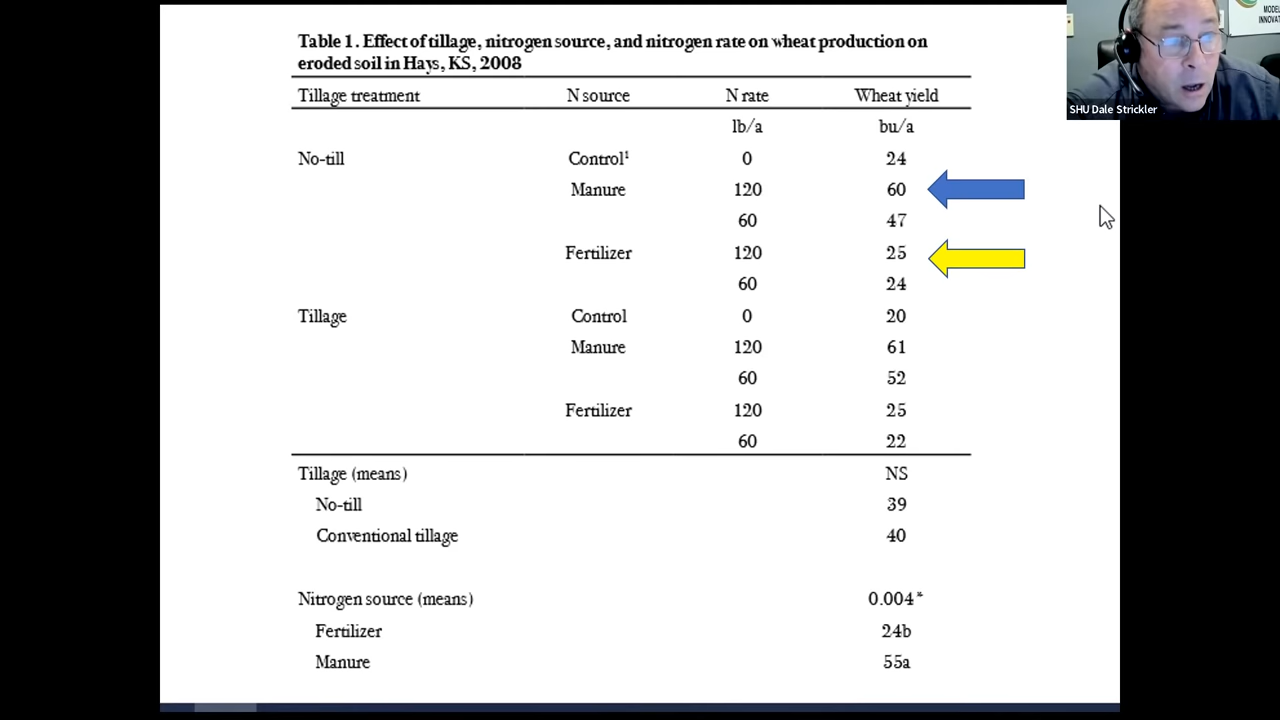 MODEL
INNOVAT
SHU Dale Strickler
Table 1. Effect of tillage, nitrogen source, and nitrogen rate on wheat production on
eroded soil in Hays, KS, 2008
Tillage treatment N source N rate Wheat yield
lb/a bu/a
No-till Control¹ 0 24
Manure 120 60
60 47
Fertilizer 120 25
60 24
Tillage Control 0 20
Manure 120 61
60 52
Fertilizer 120 25
60 22
Tillage (means) NS
No-till 39
Conventional tillage 40
Nitrogen source (means) 0.004*
Fertilizer 24b
Manure 55a